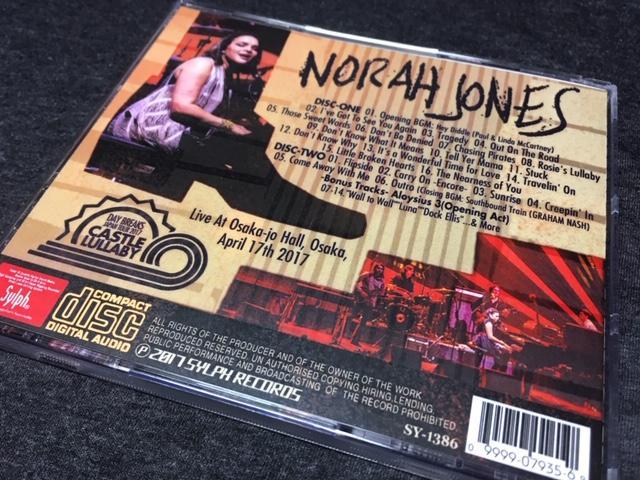 NORAH JONES
DISC-ONE 01. Opening BGM: Hey Diddle (Paul & Linda McCartney)
02. I've Got To See You Again 03. Tragedy 04. Out On The Road
05. Those Sweet Words 06. Don't Be Denied 07. Chasing Pirates 08. Rosie's Lullaby
09. Don't Know What It Means 10. Tell Yer Mama 11. Stuck
12. Don't Know Why 13. It's a Wonderful Time for Love 14. Travelin' On
15. Little Broken Hearts 16. The Nearness of You
DISC-TWO 01. Flipside 02. Carry On -Encore- 03. Sunrise 04. Creepin' In
05. Come Away With Me 06. Outro (Closing BGM: Southbound Train (GRAHAM NASH)
-Bonus Tracks- Aloysius 3(Opening Act)
07-14."Wall to Wall""Luna""Dock Ellis"...& More
Live At Osaka-jo Hall, Osaka,
April 17th 2017
DAY BREAKS
JAPAN TOUR 2017
CASTLE
LULLABY
Sylph
COMPACT
disc
DIGITAL AUDIO
ALL RIGHTS OF THE PRODUCER AND OF THE OWNER OF THE WORK
REPRODUCED RESERVED. UN AUTHORISED COPYING.HIRING.LENDING
PUBLIC PERFORMANCE AND BROADCASTING OF THE RECORD PROHIBITED.
℗ 2017 SYLPH RECORDS
SY-1386
0 9999-07935-6